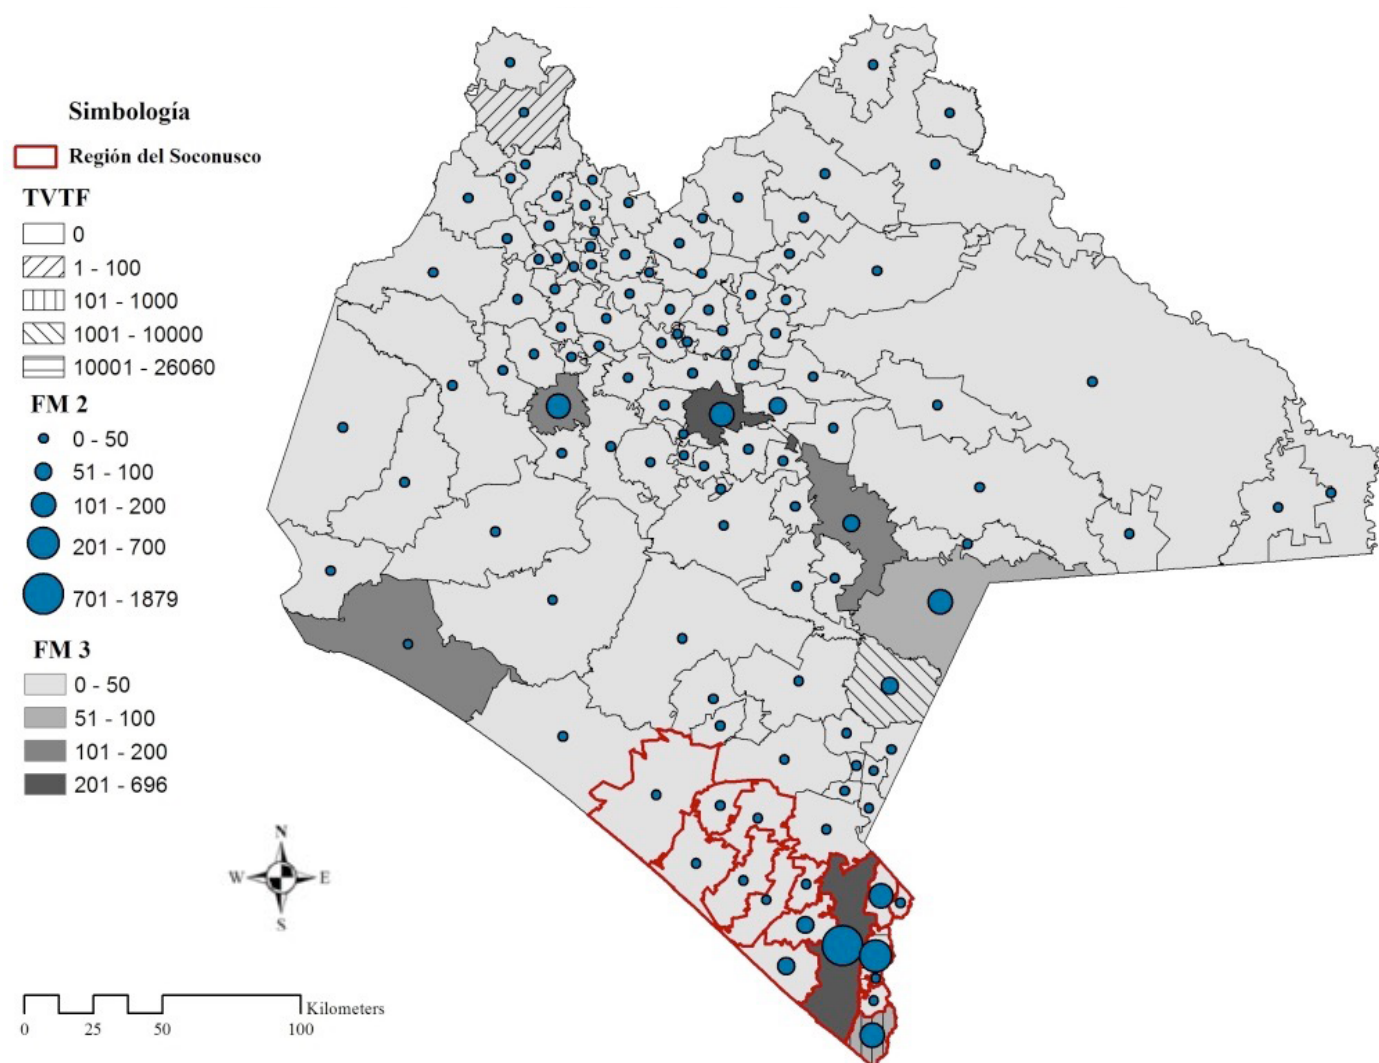 Simbología
Región del Soconusco
TVTF
0
1 - 100
101 - 1000
1001 - 10000
10001 - 26060
FM 2
0 - 50
51 - 100
101 - 200
201 - 700
701 - 1879
FM 3
0 - 50
51 - 100
101 - 200
201 - 696
N
W E
S
Kilometers
0 25 50 100